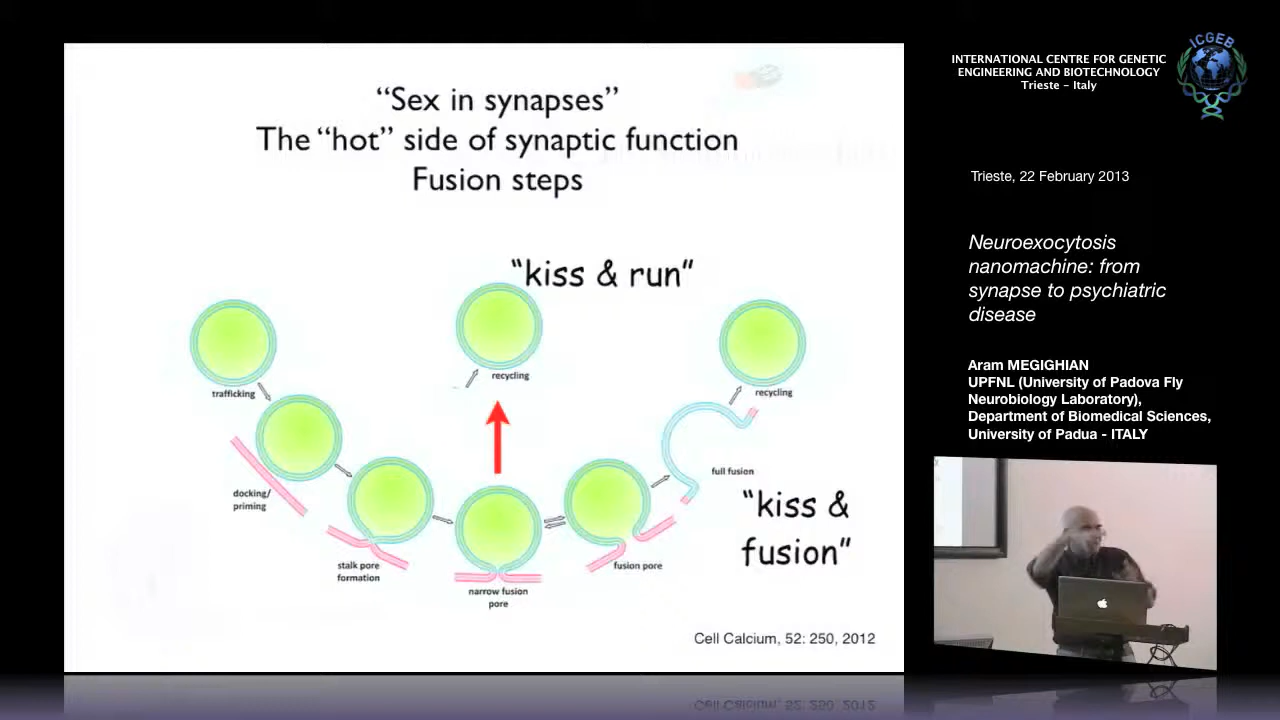 “Sex in synapses”
The “hot” side of synaptic function
Fusion steps
“kiss & run”
trafficking
recycling
recycling
docking/
priming
stalk pore
formation
narrow fusion
pore
fusion pore
full fusion
“kiss &
fusion”
Cell Calcium, 52: 250, 2012
ICGEB
INTERNATIONAL CENTRE FOR GENETIC
ENGINEERING AND BIOTECHNOLOGY
Trieste - Italy
Trieste, 22 February 2013
Neuroexocytosis
nanomachine: from
synapse to psychiatric
disease
Aram MEGIGHIAN
UPFNL (University of Padova Fly
Neurobiology Laboratory),
Department of Biomedical Sciences,
University of Padua - ITALY